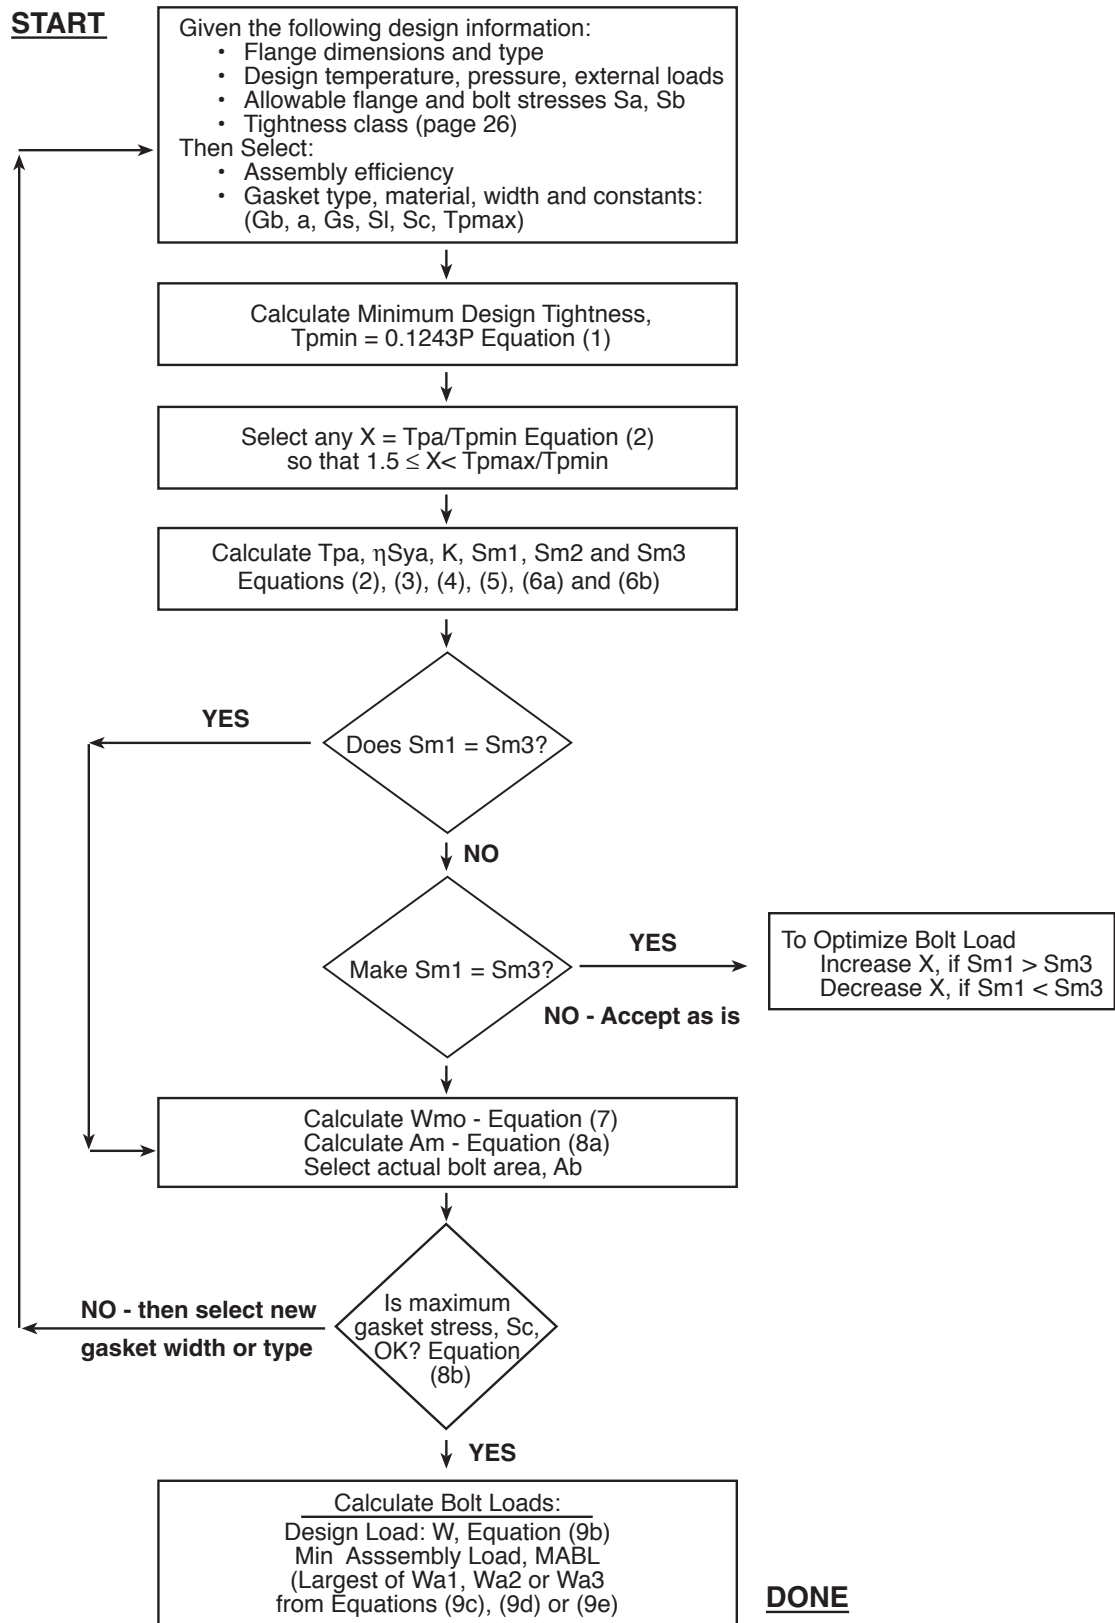 START
Given the following design information:
• Flange dimensions and type
• Design temperature, pressure, external loads
• Allowable flange and bolt stresses Sa, Sb
• Tightness class (page 26)
Then Select:
• Assembly efficiency
• Gasket type, material, width and constants:
(Gb, a, Gs, Sl, Sc, Tpmax)
Calculate Minimum Design Tightness,
Tpmin = 0.1243P Equation (1)
Select any X = Tpa/Tpmin Equation (2)
so that 1.5 ≤ X< Tpmax/Tpmin
Calculate Tpa, ηSya, K, Sm1, Sm2 and Sm3
Equations (2), (3), (4), (5), (6a) and (6b)
YES
Does Sm1 = Sm3?
NO
Make Sm1 = Sm3?
YES
NO - Accept as is
To Optimize Bolt Load
Increase X, if Sm1 > Sm3
Decrease X, if Sm1 < Sm3
Calculate Wmo - Equation (7)
Calculate Am - Equation (8a)
Select actual bolt area, Ab
NO - then select new
gasket width or type
Is maximum
gasket stress, Sc,
OK? Equation
(8b)
YES
Calculate Bolt Loads:
Design Load: W, Equation (9b)
Min Asssembly Load, MABL
(Largest of Wa1, Wa2 or Wa3
from Equations (9c), (9d) or (9e)
DONE